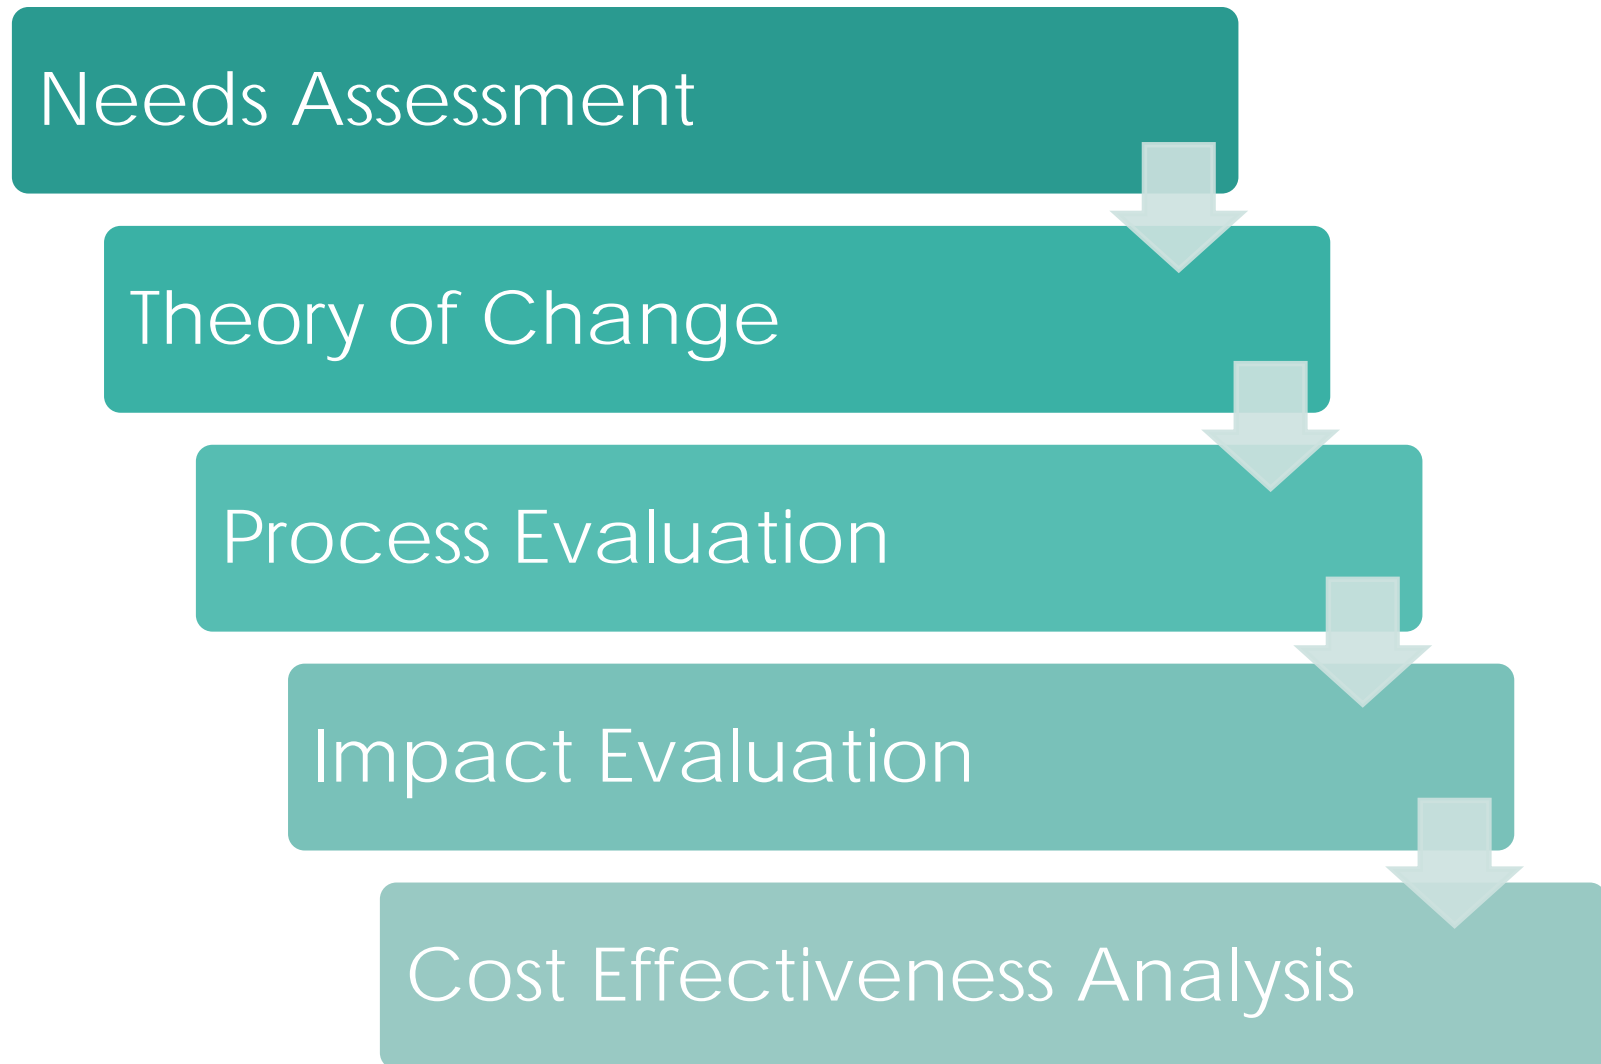 Needs Assessment
Theory of Change
Process Evaluation
Impact Evaluation
Cost Effectiveness Analysis